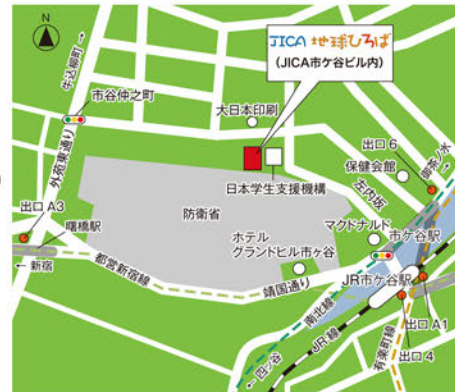 N
JICA 地球ひろば
(JICA市ケ谷ビル内)
牛込柳町→
市谷仲之町
大日本印刷
出口 6
御茶ノ水→
外苑東通り
保健会館
左内坂
日本学生支援機構
出口 A3
防衛省
マクドナルド
曙橋駅
市ケ谷駅
ホテル
グランドヒル市ヶ谷
←新宿
都営新宿線
JR市ケ谷駅
靖国通り
南北線
JR線
出口 A1
←四ッ谷
有楽町線
出口 4